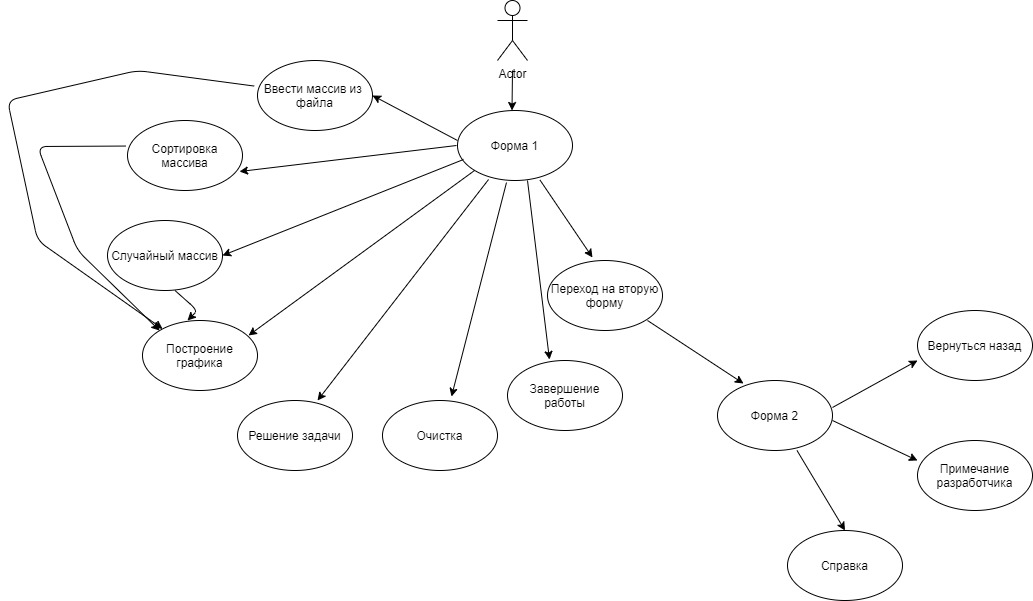 Actor
Ввести массив из
файла
Форма 1
Сортировка
массива
Случайный массив
Переход на вторую
форму
Построение
графика
Вернуться назад
Завершение
работы
Форма 2
Решение задачи
Очистка
Примечание
разработчика
Справка